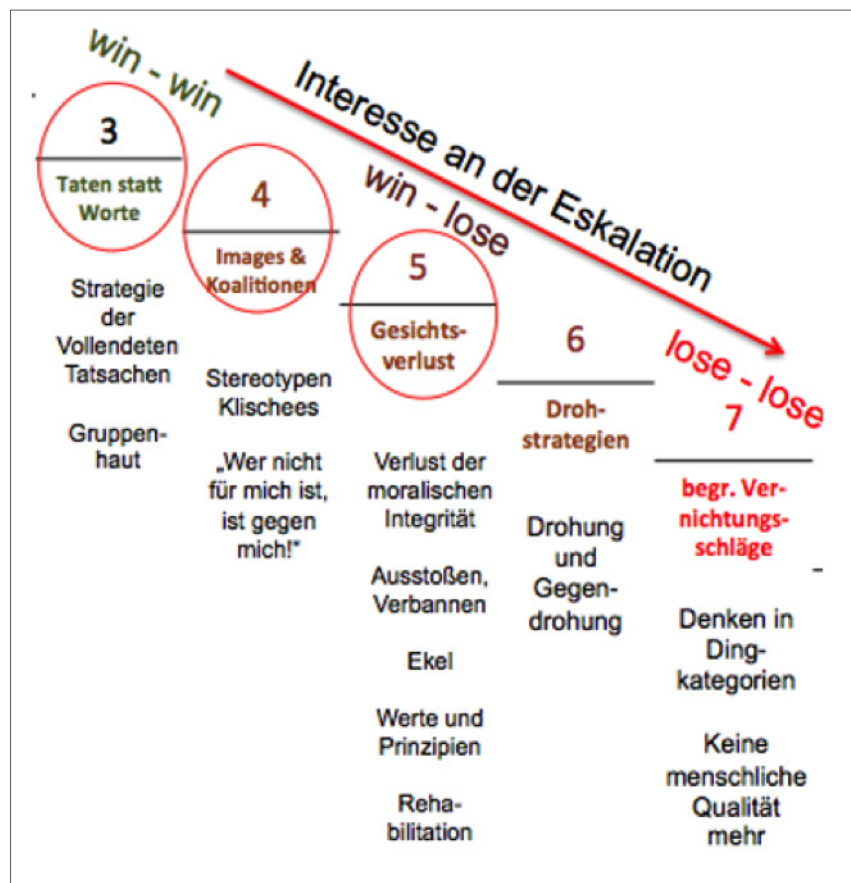 win - win
Interesse an der Eskalation
win - lose
lose - lose
3
Taten statt
Worte
Strategie
der
Vollendeten
Tatsachen
Gruppen-
haut
4
Images &
Koalitionen
Stereotypen
Klischees
„Wer nicht
für mich ist,
ist gegen
mich!“
5
Gesichts-
verlust
Verlust der
moralischen
Integrität
Ausstoßen,
Verbannen
Ekel
Werte und
Prinzipien
Reha-
bilitation
6
Droh-
strategien
Drohung
und
Gegen-
drohung
7
begr. Ver-
nichtungs-
schläge
Denken in
Ding-
kategorien
Keine
menschliche
Qualität
mehr